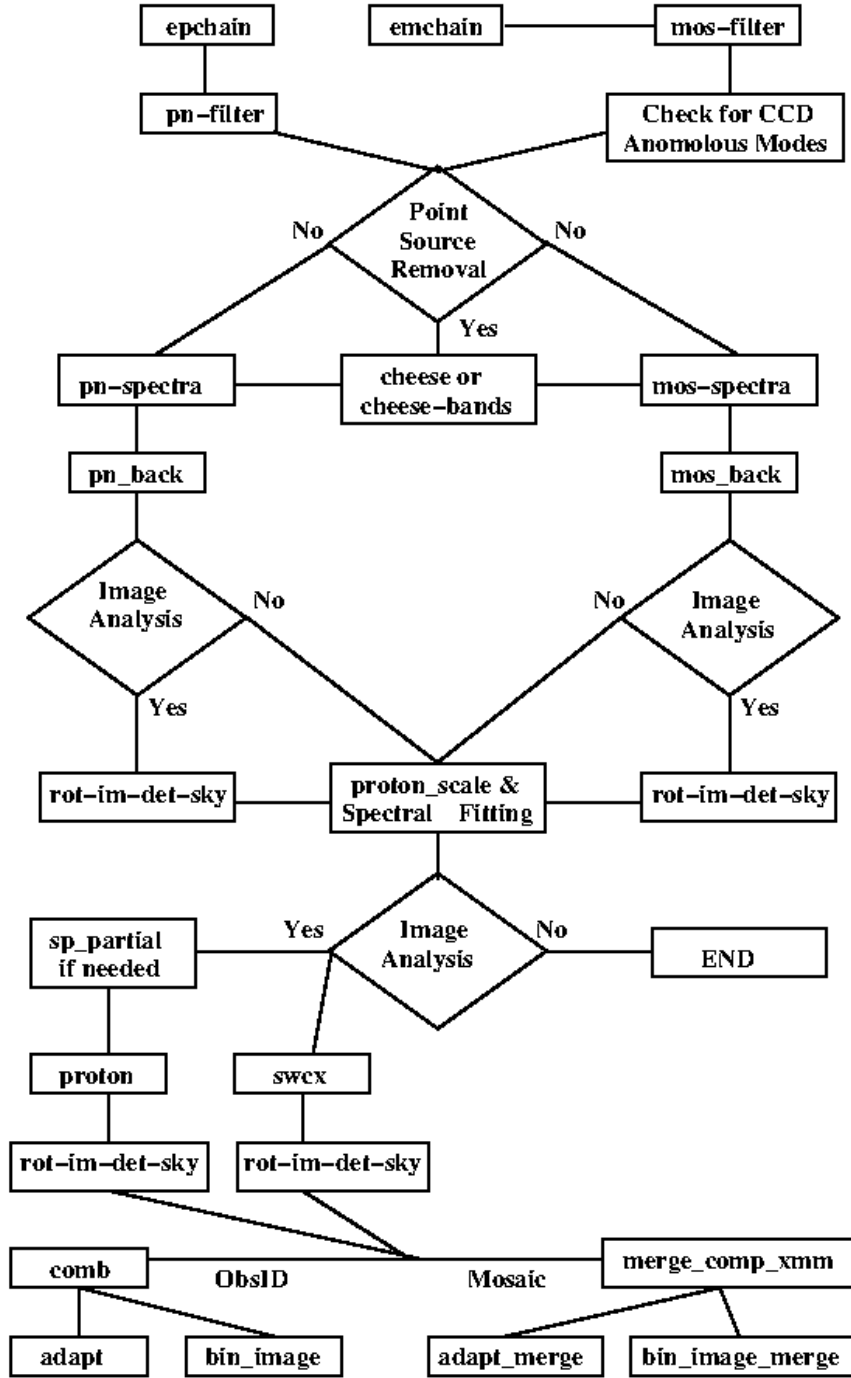 epchain
emchain
mos-filter
pn-filter
Check for CCD
Anomolous Modes
Point
Source
Removal
No
No
Yes
pn-spectra
cheese or
cheese-bands
mos-spectra
pn_back
mos_back
Image
Analysis
No
No
Image
Analysis
Yes
Yes
rot-im-det-sky
proton_scale &
Spectral Fitting
rot-im-det-sky
sp_partial
if needed
Yes
Image
Analysis
No
END
proton
swcx
rot-im-det-sky
rot-im-det-sky
comb
ObsID
Mosaic
merge_comp_xmm
adapt
bin_image
adapt_merge
bin_image_merge